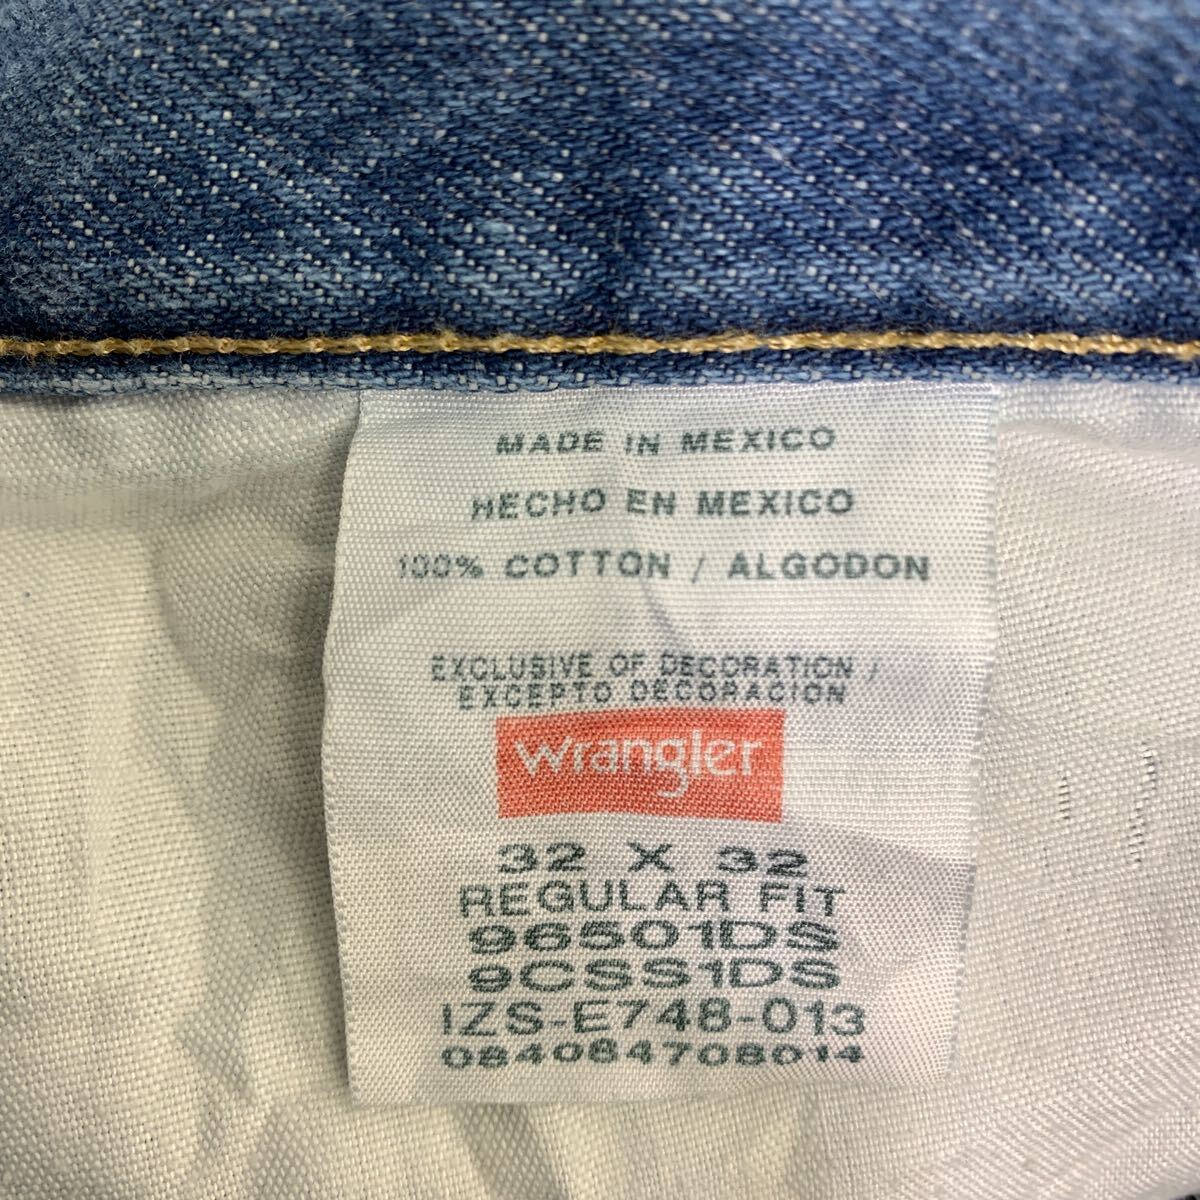 MADE IN MEXICO
HECHO EN MEXICO
100% COTTON / ALGODON
EXCLUSIVE OF DECORATION /
EXCEPTO DECORACION
Wrangler
32 X 32
REGULAR FIT
96501DS
9CSS1DS
IZS-E748-013
084084708014